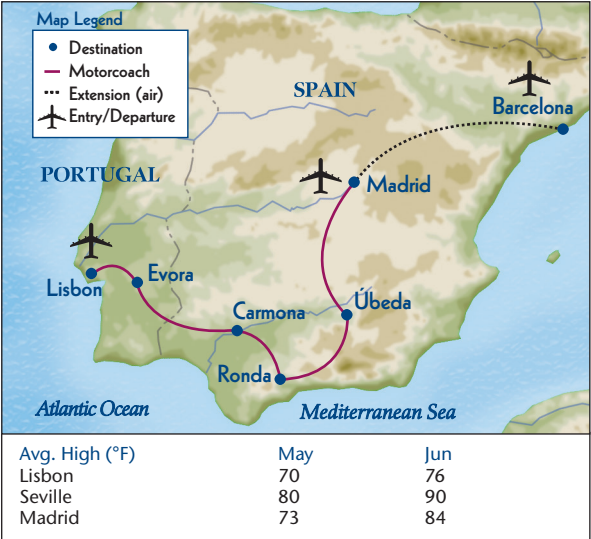 Map Legend
Destination
Motorcoach
Extension (air)
Entry/Departure
SPAIN
Barcelona
PORTUGAL
Madrid
Lisbon
Evora
Carmona
Úbeda
Ronda
Atlantic Ocean
Mediterranean Sea
Avg. High (°F) May Jun
Lisbon 70 76
Seville 80 90
Madrid 73 84